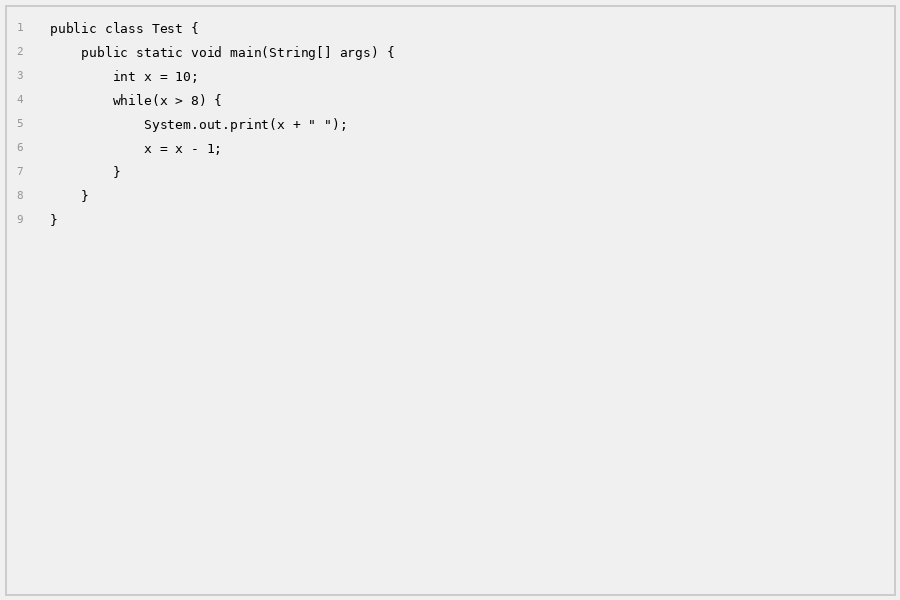 1 public class Test {
2     public static void main(String[] args) {
3         int x = 10;
4         while(x > 8) {
5             System.out.print(x + " ");
6             x = x - 1;
7         }
8     }
9 }